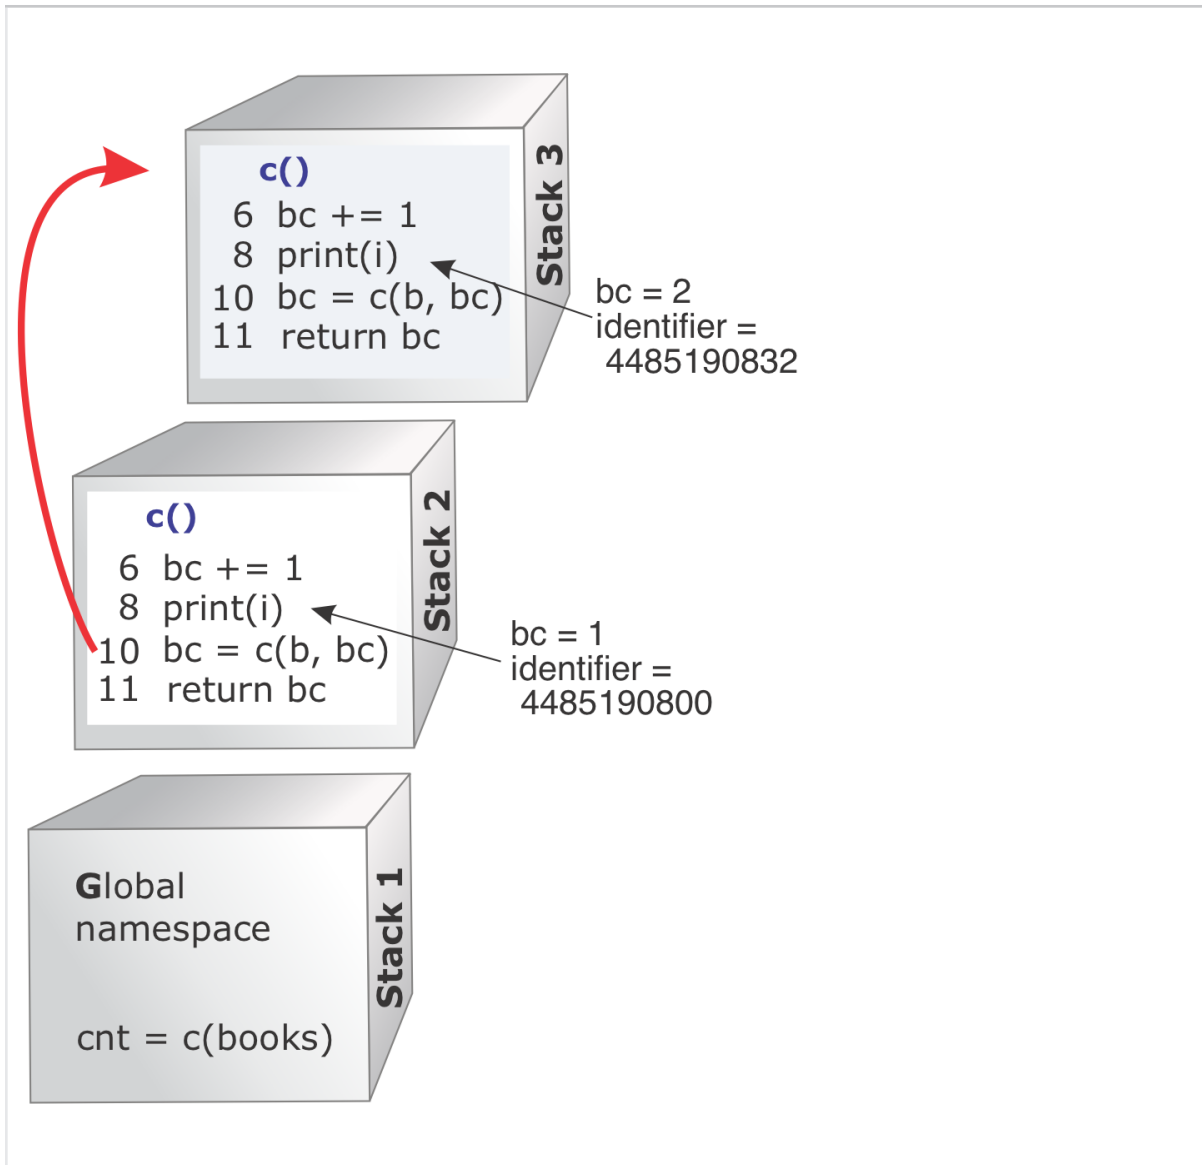 c()
6 bc += 1
8 print(i)
10 bc = c(b, bc)
11 return bc
Stack 3
bc = 2
identifier =
4485190832
c()
6 bc += 1
8 print(i)
10 bc = c(b, bc)
11 return bc
Stack 2
bc = 1
identifier =
4485190800
Global
namespace
cnt = c(books)
Stack 1